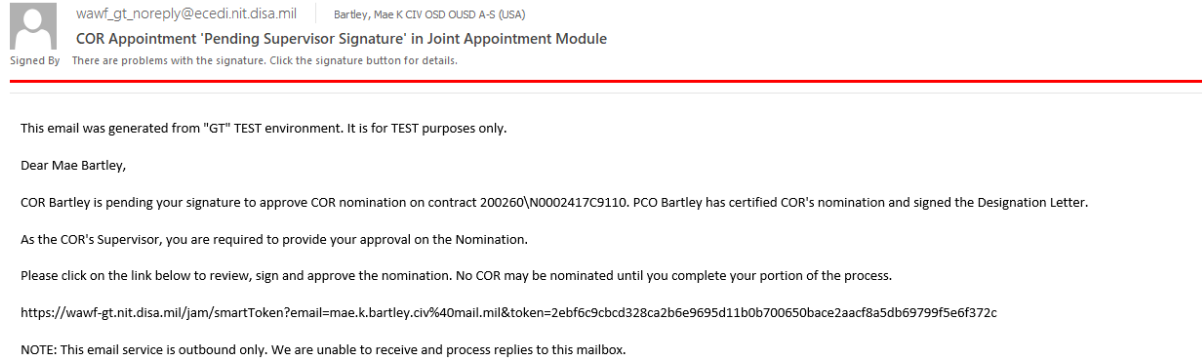 wawf_gt_noreply@ecedi.nit.disa.mil Bartley, Mae K CIV OSD OUSD A-S (USA)
COR Appointment 'Pending Supervisor Signature' in Joint Appointment Module
Signed By There are problems with the signature. Click the signature button for details.
This email was generated from "GT" TEST environment. It is for TEST purposes only.
Dear Mae Bartley,
COR Bartley is pending your signature to approve COR nomination on contract 200260\N0002417C9110. PCO Bartley has certified COR's nomination and signed the Designation Letter.
As the COR's Supervisor, you are required to provide your approval on the Nomination.
Please click on the link below to review, sign and approve the nomination. No COR may be nominated until you complete your portion of the process.
https://wawf-gt.nit.disa.mil/jam/smartToken?email=mae.k.bartley.civ%40mail.mil&token=2ebf6c9cbcd328ca2b6e9695d11b0b700650bace2aacf8a5db69799f5e6f372c
NOTE: This email service is outbound only. We are unable to receive and process replies to this mailbox.